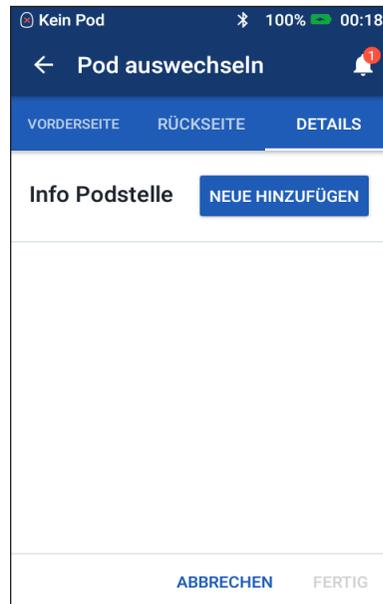 Kein Pod 100% 00:18
Pod auswechseln 1
VORDERSEITE RÜCKSEITE DETAILS
Info Podstelle NEUE HINZUFÜGEN
ABBRECHEN FERTIG